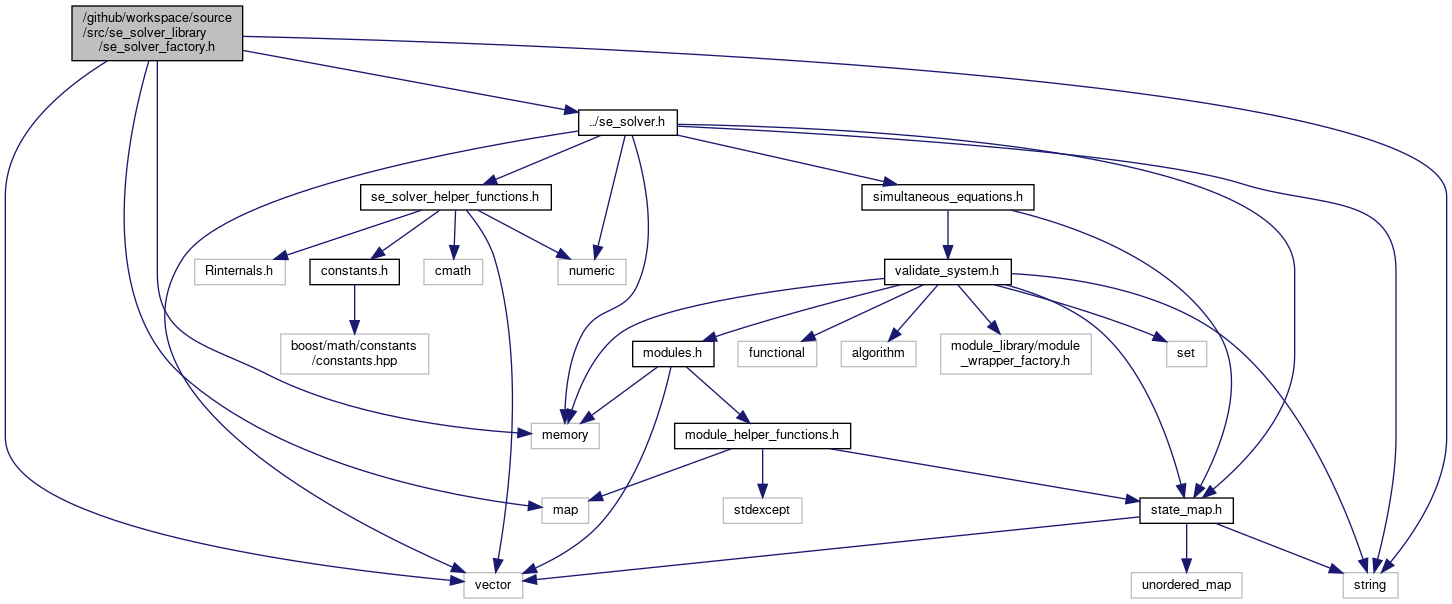 /github/workspace/source
/src/se_solver_library
/se_solver_factory.h
../se_solver.h
se_solver_helper_functions.h
simultaneous_equations.h
Rinternals.h
constants.h
cmath
numeric
validate_system.h
boost/math/constants
/constants.hpp
modules.h
functional
algorithm
module_library/module
_wrapper_factory.h
set
memory
module_helper_functions.h
map
stdexcept
state_map.h
vector
unordered_map
string